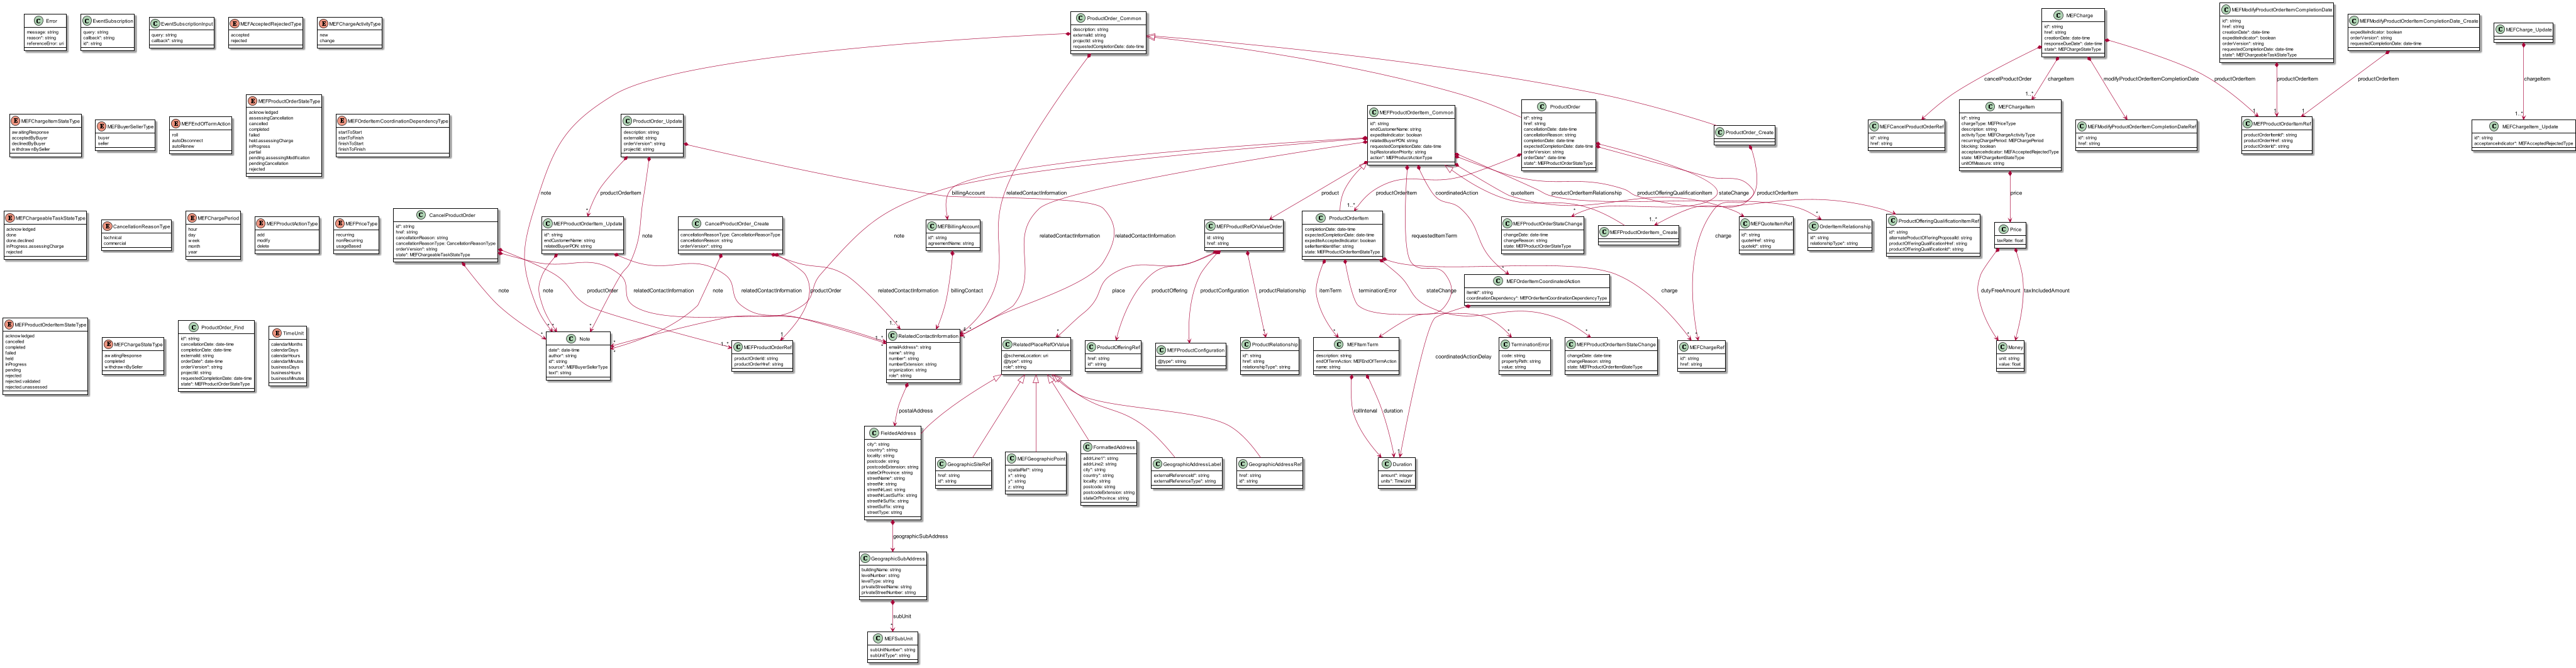 Error
message: string
reason*: string
referenceError: uri
EventSubscription
query: string
callback*: string
id*: string
EventSubscriptionInput
query: string
callback*: string
MEFAcceptedRejectedType
accepted
rejected
MEFChargeActivityType
new
change
ProductOrder_Common
description: string
externalId: string
projectId: string
requestedCompletionDate: date-time
MEFCharge
id*: string
href: string
creationDate: date-time
responseDueDate*: date-time
state*: MEFChargeStateType
MEFModifyProductOrderItemCompletionDate
id*: string
href: string
creationDate*: date-time
expediteIndicator*: boolean
orderVersion*: string
requestedCompletionDate: date-time
state*: MEFChargeableTaskStateType
MEFModifyProductOrderItemCompletionDate_Create
expediteIndicator: boolean
orderVersion*: string
requestedCompletionDate: date-time
MEFCharge_Update
cancelProductOrder
chargeItem
modifyProductOrderItemCompletionDate
productOrderItem
productOrderItem
productOrderItem
chargeItem
MEFChargeItemStateType
awaitingResponse
acceptedByBuyer
declinedByBuyer
withdrawnBySeller
MEFBuyerSellerType
buyer
seller
MEFEndOfTermAction
roll
autoDisconnect
autoRenew
MEFProductOrderStateType
acknowledged
assessingCancellation
cancelled
completed
failed
held.assessingCharge
inProgress
partial
pending.assessingModification
pendingCancellation
rejected
MEFOrderItemCoordinationDependencyType
startToStart
startToFinish
finishToStart
finishToFinish
ProductOrder_Update
description: string
externalId: string
orderVersion*: string
projectId: string
MEFProductOrderItem_Common
id*: string
endCustomerName: string
expediteIndicator: boolean
relatedBuyerPON: string
requestedCompletionDate: date-time
tspRestorationPriority: string
action*: MEFProductActionType
ProductOrder
id*: string
href: string
cancellationDate: date-time
cancellationReason: string
completionDate: date-time
expectedCompletionDate: date-time
orderVersion*: string
orderDate*: date-time
state*: MEFProductOrderStateType
ProductOrder_Create
MEFCancelProductOrderRef
id*: string
href: string
MEFChargeItem
id*: string
chargeType: MEFPriceType
description: string
activityType: MEFChargeActivityType
recurringChargePeriod: MEFChargePeriod
blocking: boolean
acceptanceIndicator: MEFAcceptedRejectedType
state: MEFChargeItemStateType
unitOfMeasure: string
MEFModifyProductOrderItemCompletionDateRef
id*: string
href: string
MEFProductOrderItemRef
productOrderItemId*: string
productOrderHref: string
productOrderId*: string
MEFChargeItem_Update
id*: string
acceptanceIndicator*: MEFAcceptedRejectedType
note
productOrderItem
billingAccount
relatedContactInformation
product
productOrderItem
coordinatedAction
quoteItem
productOrderItemRelationship
productOfferingQualificationItem
stateChange
productOrderItem
price
MEFChargeableTaskStateType
acknowledged
done
done.declined
inProgress.assessingCharge
rejected
CancellationReasonType
technical
commercial
MEFChargePeriod
hour
day
week
month
year
MEFProductActionType
add
modify
delete
MEFPriceType
recurring
nonRecurring
usageBased
CancelProductOrder
id*: string
href: string
cancellationReason: string
cancellationReasonType: CancellationReasonType
orderVersion*: string
state*: MEFChargeableTaskStateType
MEFProductOrderItem_Update
id*: string
endCustomerName: string
relatedBuyerPON*: string
CancelProductOrder_Create
cancellationReasonType: CancellationReasonType
cancellationReason: string
orderVersion*: string
MEFBillingAccount
id*: string
agreementName: string
MEFProductRefOrValueOrder
id: string
href: string
ProductOrderItem
completionDate: date-time
expectedCompletionDate: date-time
expectedAcceptedIndicator: boolean
sellerItemIdentifier: string
state: MEFProductOrderItemStateType
MEFProductOrderStateChange
changeDate: date-time
changeReason: string
state: MEFProductOrderStateType
MEFProductOrderItem_Create
MEFQuoteItemRef
id*: string
quoteHref: string
quoteId*: string
OrderItemRelationship
id*: string
relationshipType*: string
ProductOfferingQualificationItemRef
id*: string
alternateProductOfferingProposalId: string
productOfferingQualificationHref: string
productOfferingQualificationId*: string
Price
taxRate: float
note
relatedContactInformation
relatedContactInformation
requestedItemTerm
charge
note
note
productOrder
relatedContactInformation
note
relatedContactInformation
productOrder
relatedContactInformation
billingContact
place
productOffering
productConfiguration
productRelationship
itemTerm
terminationError
stateChange
MEFOrderItemCoordinatedAction
itemId*: string
coordinationDependency*: MEFOrderItemCoordinationDependencyType
charge
dutyFreeAmount
taxIncludedAmount
MEFProductOrderItemStateType
acknowledged
cancelled
completed
failed
held
inProgress
pending
rejected
rejected.validated
rejected.unassessed
MEFChargeStateType
awaitingResponse
completed
withdrawnBySeller
ProductOrder_Find
id*: string
cancellationDate: date-time
completionDate: date-time
externalId: string
orderDate*: date-time
orderVersion*: string
projectId: string
requestedCompletionDate: date-time
state*: MEFProductOrderStateType
TimeUnit
calendarMonths
calendarDays
calendarHours
calendarMinutes
businessDays
businessHours
businessMinutes
Note
date*: date-time
author*: string
id*: string
source*: MEFBuyerSellerType
text*: string
MEFProductOrderRef
productOrderId*: string
productOrderHref: string
RelatedContactInformation
emailAddress*: string
name*: string
number*: string
numberExtension: string
organization: string
role*: string
RelatedPlaceRefOrValue
@schemaLocation: uri
@type*: string
role*: string
ProductOfferingRef
href: string
id*: string
MEFProductConfiguration
@type*: string
ProductRelationship
id*: string
href: string
relationshipType*: string
MEFItemTerm
description: string
endOfTermAction: MEFEndOfTermAction
name: string
coordinatedActionDelay
TerminationError
code: string
propertyPath: string
value: string
MEFProductOrderItemStateChange
changeDate: date-time
changeReason: string
state: MEFProductOrderItemStateType
MEFChargeRef
id*: string
href: string
Money
unit: string
value: float
postalAddress
rollInterval
duration
FieldedAddress
city*: string
country*: string
locality: string
postcode: string
postcodeExtension: string
stateOrProvince: string
streetName*: string
streetNr: string
streetNrLast: string
streetNrLastSuffix: string
streetNrSuffix: string
streetSuffix: string
streetType: string
GeographicSiteRef
href: string
id*: string
MEFGeographicPoint
spatialRef*: string
x*: string
y*: string
z: string
FormattedAddress
addrLine1*: string
addrLine2: string
city*: string
country*: string
locality: string
postcode: string
postcodeExtension: string
stateOrProvince: string
GeographicAddressLabel
externalReferenceId*: string
externalReferenceType*: string
GeographicAddressRef
href: string
id*: string
Duration
amount*: integer
units*: TimeUnit
geographicSubAddress
GeographicSubAddress
buildingName: string
levelNumber: string
levelType: string
privateStreetName: string
privateStreetNumber: string
subUnit
MEFSubUnit
subUnitNumber*: string
subUnitType*: string